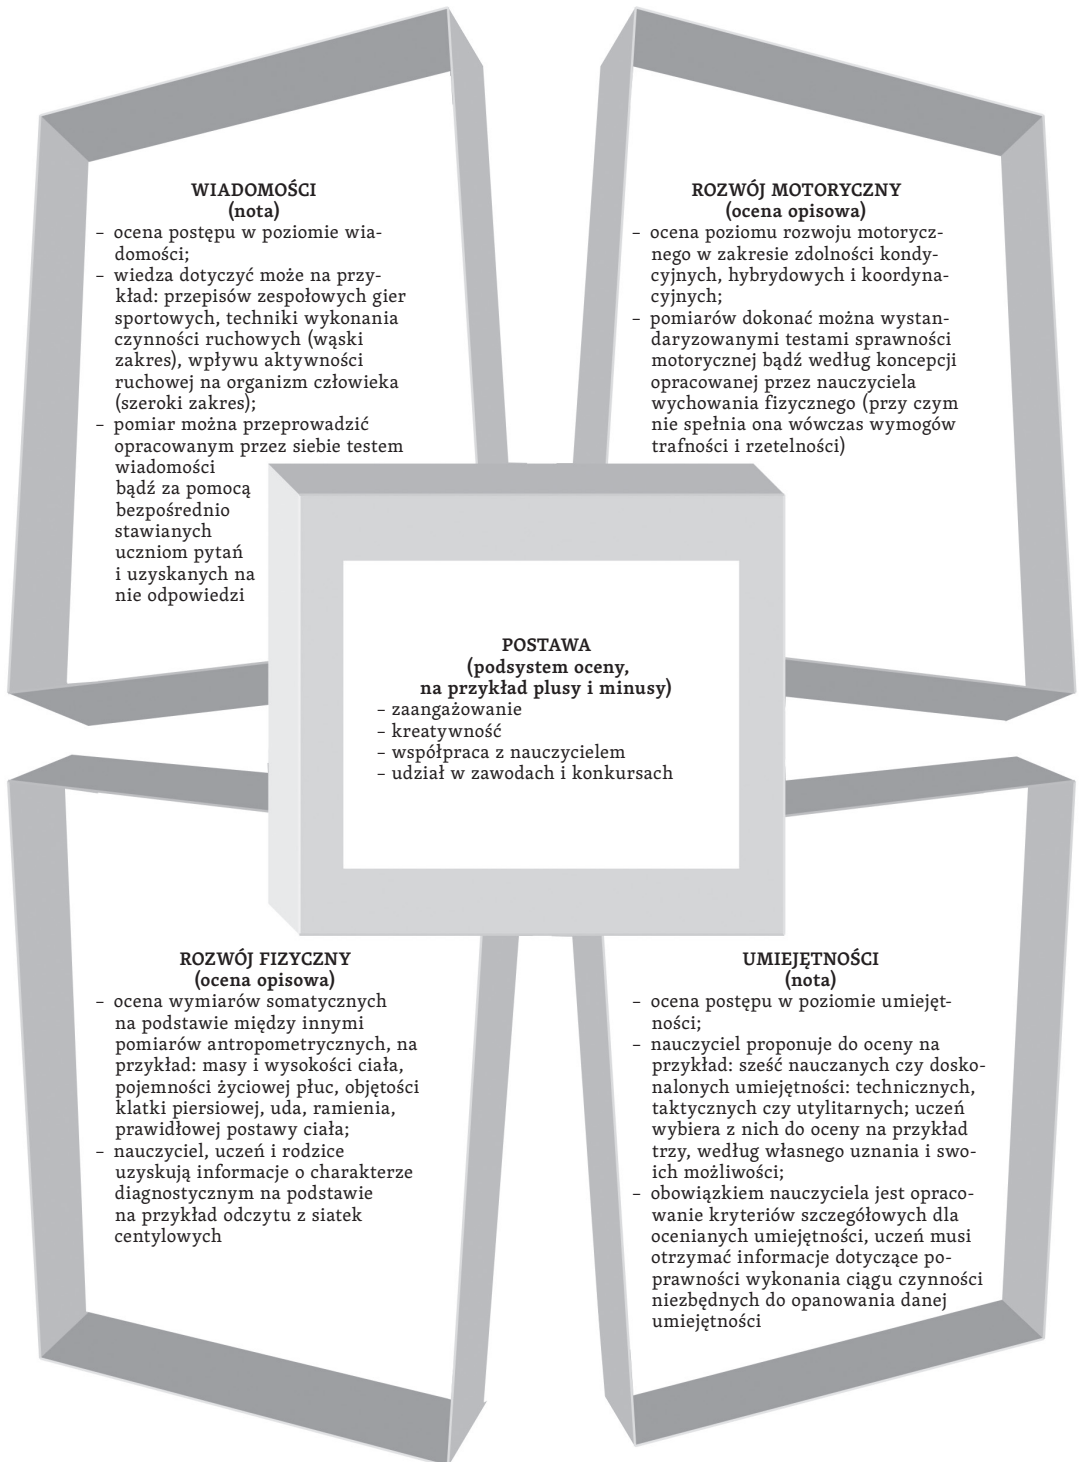 WIADOMOŚCI
(nota)
– ocena postępu w poziomie wia-
domości;
– wiedza dotyczyć może na przy-
kład: przepisów zespołowych gier
sportowych, techniki wykonania
czynności ruchowych (wąski
zakres), wpływu aktywności
ruchowej na organizm człowieka
(szeroki zakres);
– pomiar można przeprowadzić
opracowanym przez siebie testem
wiadomości
bądź za pomocą
bezpośrednio
stawianych
uczniom pytań
i uzyskanych na
nie odpowiedzi
ROZWÓJ MOTORYCZNY
(ocena opisowa)
– ocena poziomu rozwoju motorycz-
nego w zakresie zdolności kondy-
cyjnych, hybrydowych i koordyna-
cyjnych;
– pomiarów dokonać można wystan-
daryzowanymi testami sprawności
motorycznej bądź według koncepcji
opracowanej przez nauczyciela
wychowania fizycznego (przy czym
nie spełnia ona wówczas wymogów
trafności i rzetelności)
POSTAWA
(podsystem oceny,
na przykład plusy i minusy)
– zaangażowanie
– kreatywność
– współpraca z nauczycielem
– udział w zawodach i konkursach
ROZWÓJ FIZYCZNY
(ocena opisowa)
– ocena wymiarów somatycznych
na podstawie między innymi
pomiarów antropometrycznych, na
przykład: masy i wysokości ciała,
pojemności życiowej płuc, objętości
klatki piersiowej, uda, ramienia,
prawidłowej postawy ciała;
– nauczyciel, uczeń i rodzice
uzyskują informacje o charakterze
diagnostycznym na podstawie
na przykład odczytu z siatek
centylowych
UMIEJĘTNOŚCI
(nota)
– ocena postępu w poziomie umiejęt-
ności;
– nauczyciel proponuje do oceny na
przykład: sześć nauczanych czy dosko-
nalonych umiejętności: technicznych,
taktycznych czy utylitarnych; uczeń
wybiera z nich do oceny na przykład
trzy, według własnego uznania i swo-
ich możliwości;
– obowiązkiem nauczyciela jest opraco-
wanie kryteriów szczegółowych dla
ocenianych umiejętności, uczeń musi
otrzymać informacje dotyczące po-
prawności wykonania ciągu czynności
niezbędnych do opanowania danej
umiejętności